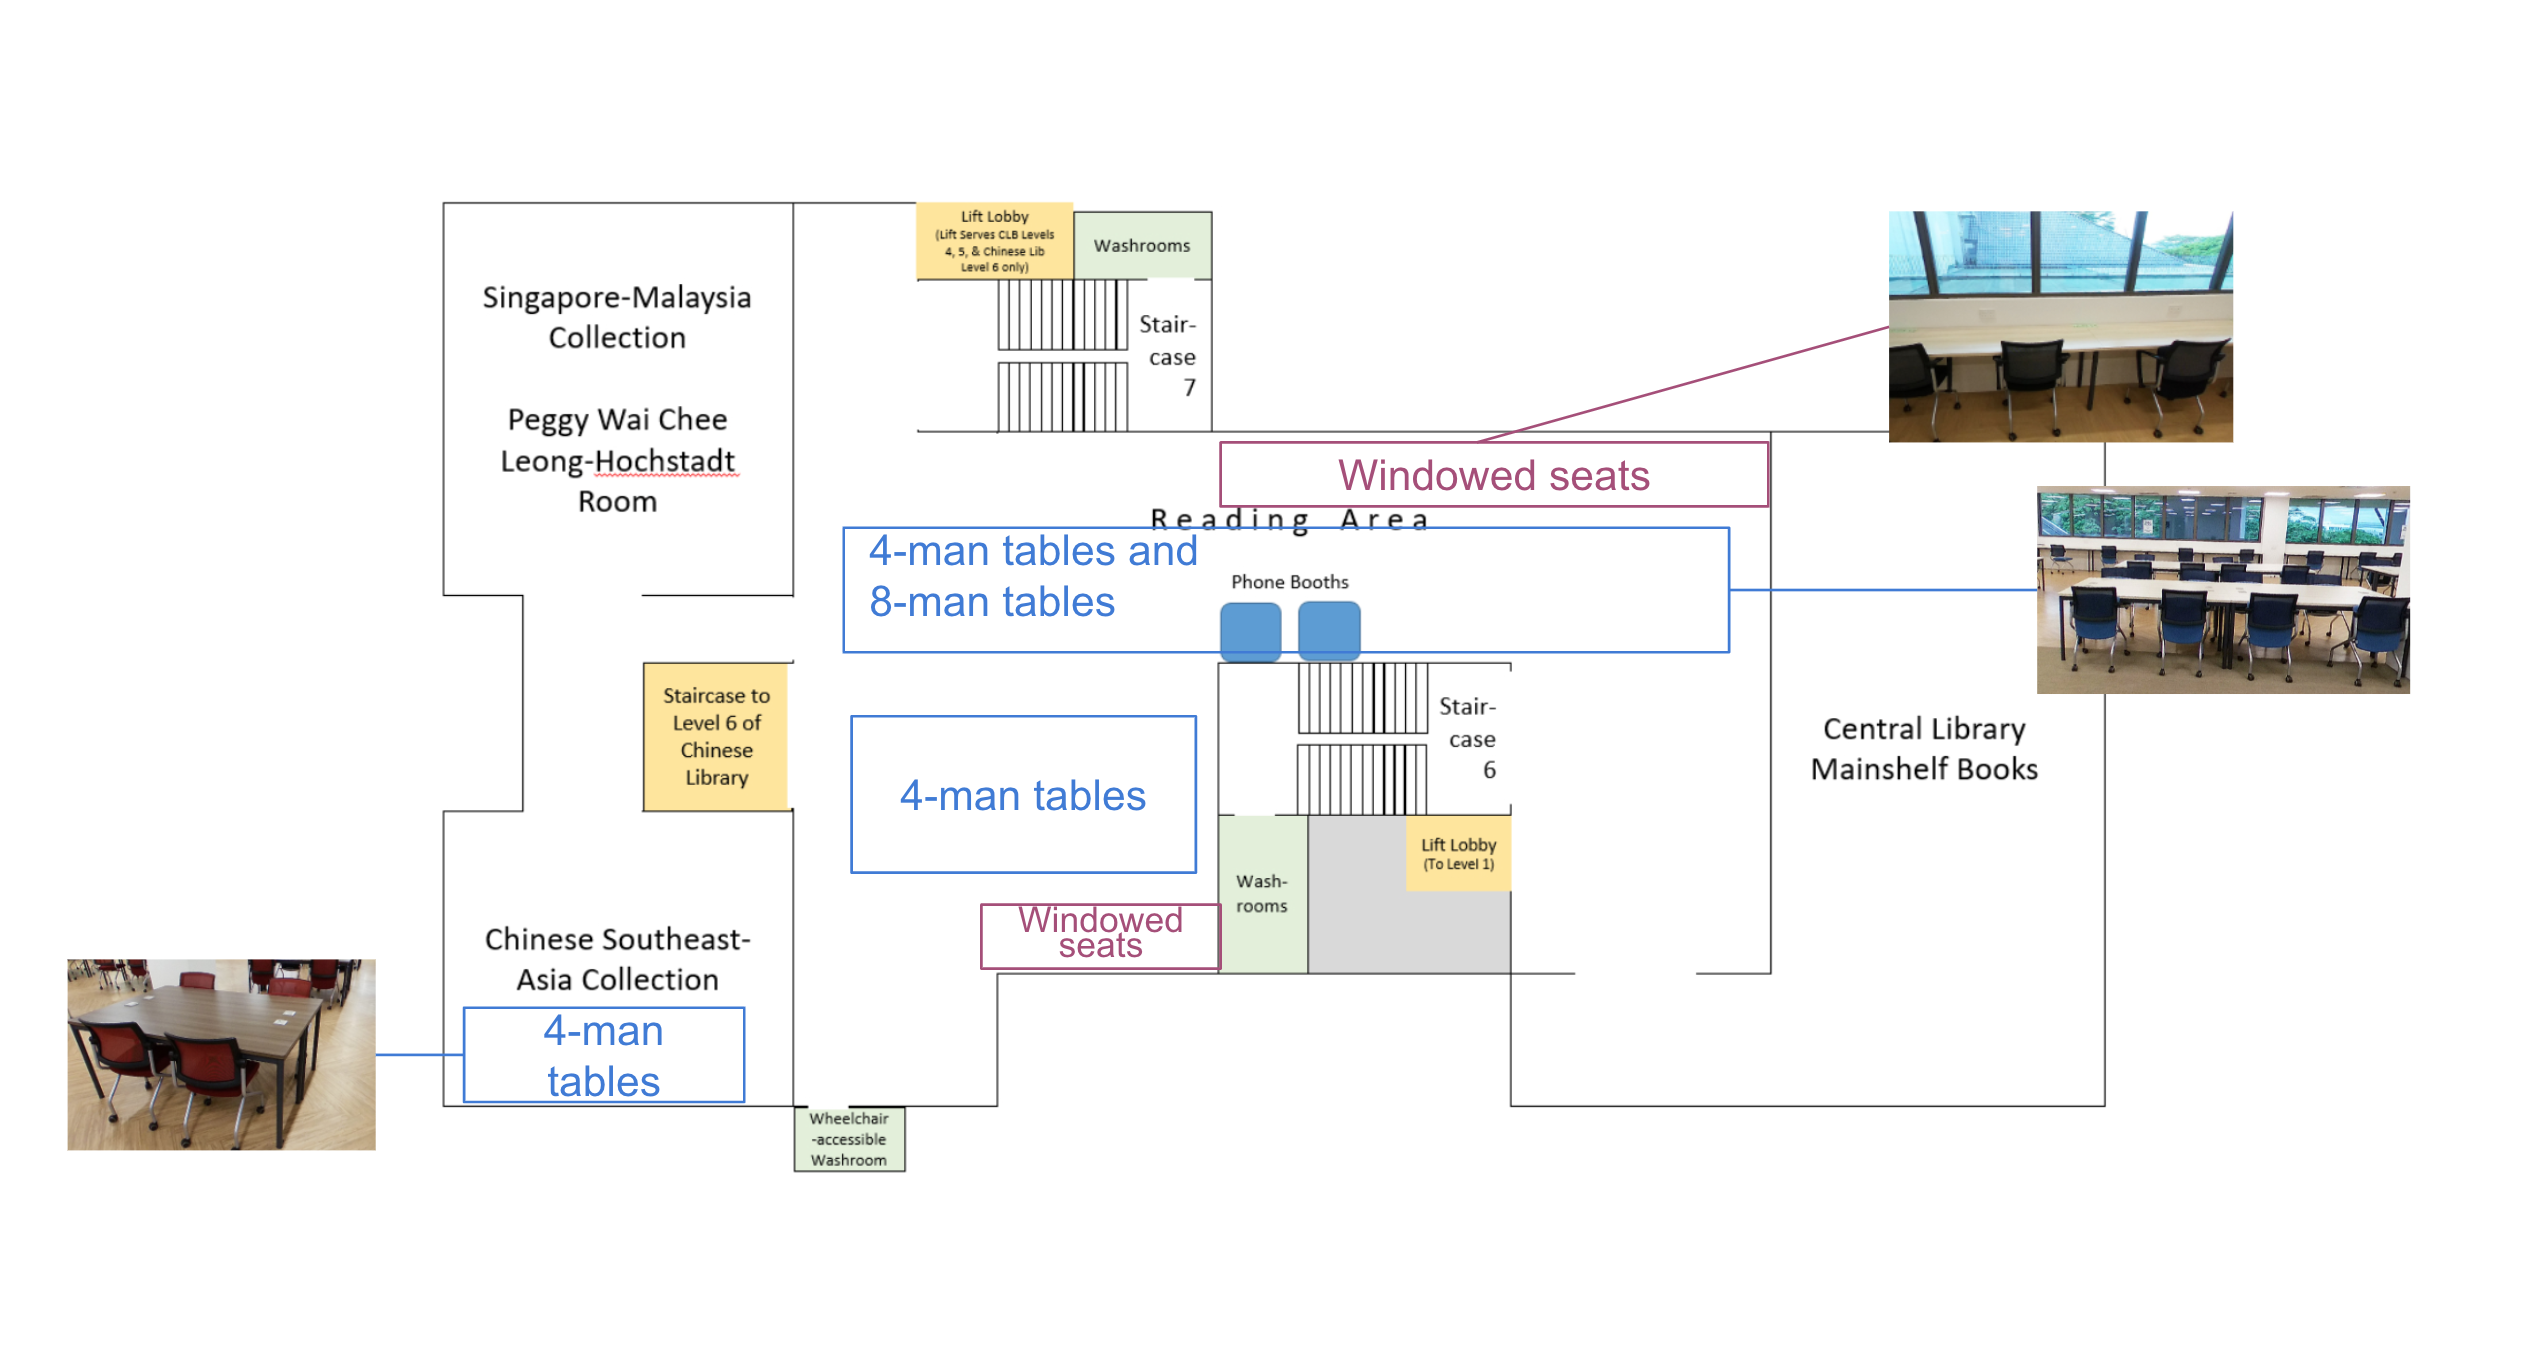 Lift Lobby
(Lift Serves CLB Levels
4, 5, & Chinese Lib
Level 6 only)
Washrooms
Stair-
case
7
Singapore-Malaysia
Collection
Peggy Wai Chee
Leong-Hochstadt
Room
Windowed seats
Reading Area
4-man tables and
8-man tables
Phone Booths
Staircase to
Level 6 of
Chinese
Library
4-man tables
Stair-
case
6
Central Library
Mainshelf Books
Lift Lobby
(To Level 1)
Wash-
rooms
Windowed
seats
Chinese Southeast-
Asia Collection
4-man
tables
Wheelchair
-accessible
Washroom